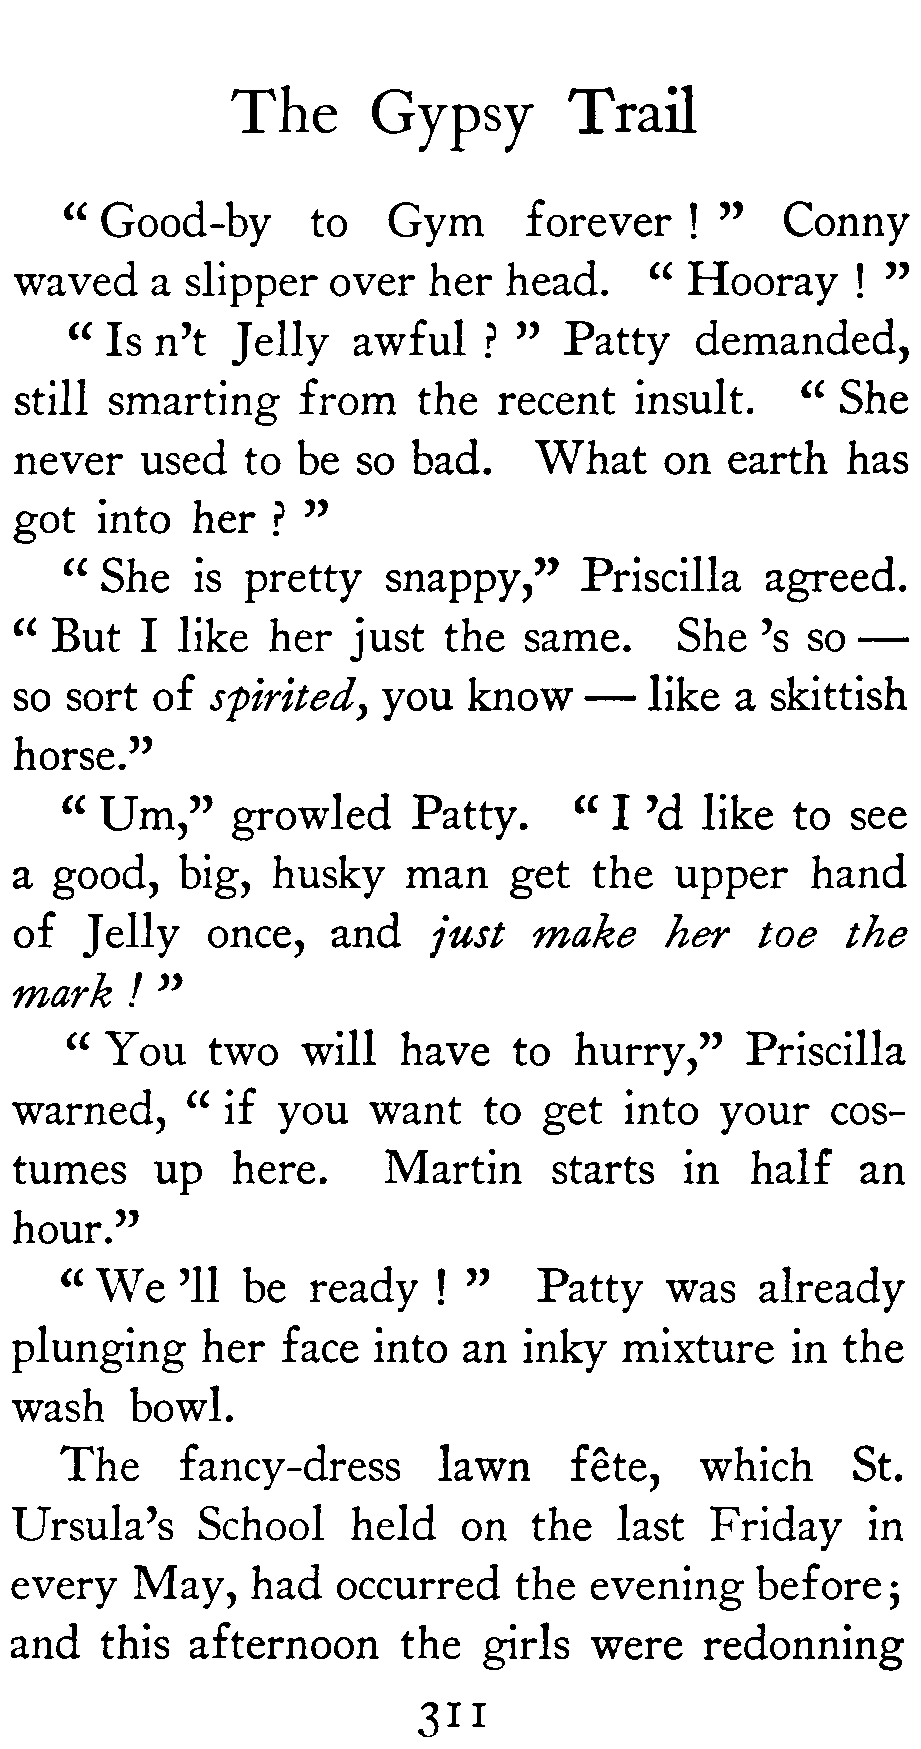 The Gypsy Trail
“ Good-by to Gym forever ! ” Conny
waved a slipper over her head. “ Hooray ! ”
“ Is n’t Jelly awful ? ” Patty demanded,
still smarting from the recent insult. “ She
never used to be so bad. What on earth has
got into her ? ”
“ She is pretty snappy,” Priscilla agreed.
“ But I like her just the same. She ’s so —
so sort of spirited, you know — like a skittish
horse.”
“ Um,” growled Patty. “ I ’d like to see
a good, big, husky man get the upper hand
of Jelly once, and just make her toe the
mark ! ”
“ You two will have to hurry,” Priscilla
warned, “ if you want to get into your cos-
tumes up here. Martin starts in half an
hour.”
“ We ’ll be ready ! ” Patty was already
plunging her face into an inky mixture in the
wash bowl.
The fancy-dress lawn fête, which St.
Ursula’s School held on the last Friday in
every May, had occurred the evening before;
and this afternoon the girls were redonning
311